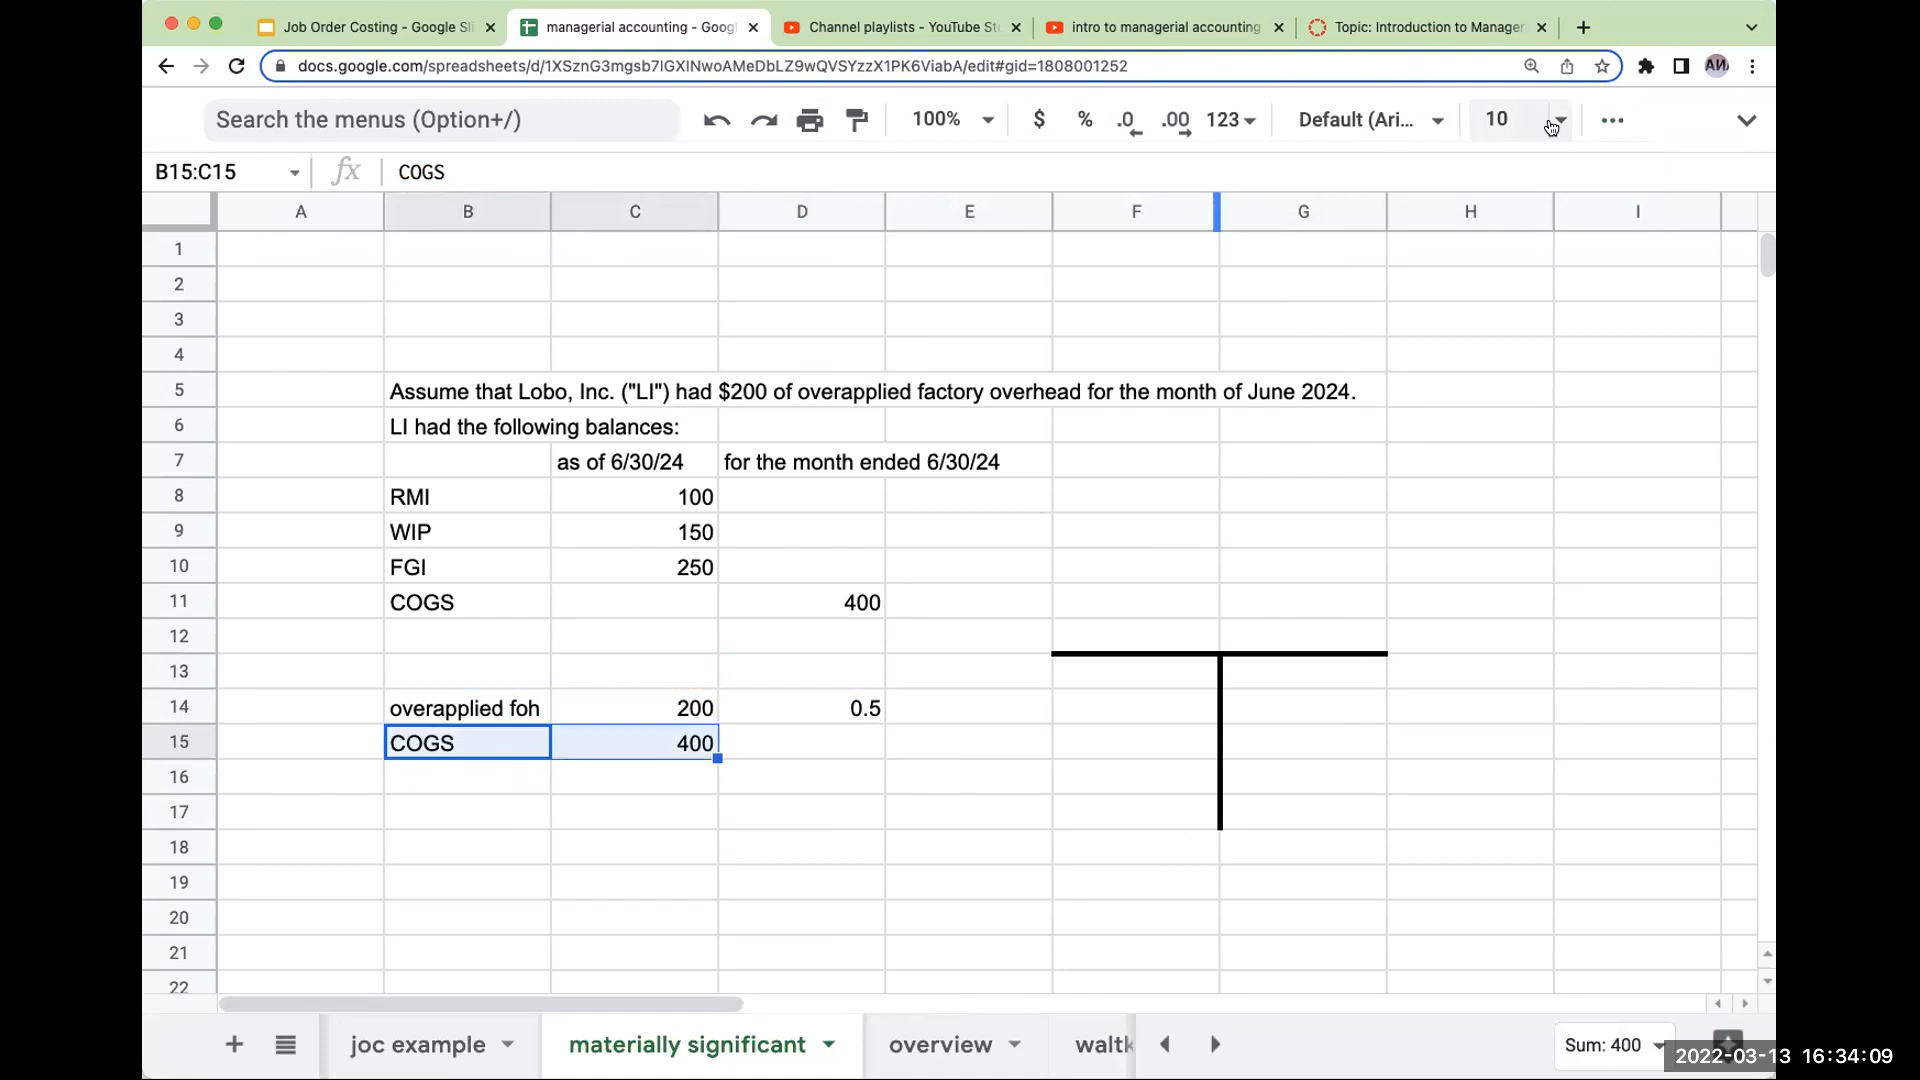 Job Order Costing - Google Sli
managerial accounting - Goog
Channel playlists - YouTube St
intro to managerial accounting
Topic: Introduction to Manager
docs.google.com/spreadsheets/d/1XSznG3mgsb7lGXlNwoAMeDbLZ9wQVSYzzX1PK6ViabA/edit#gid=1808001252
Search the menus (Option+/)
100%
$ % .0 .00 123
Default (Ari...
10
B15:C15
fx
COGS
A B C D E F G H I
1
2
3
4
5 Assume that Lobo, Inc. ("LI") had $200 of overapplied factory overhead for the month of June 2024.
6 LI had the following balances:
7 as of 6/30/24 for the month ended 6/30/24
8 RMI 100
9 WIP 150
10 FGI 250
11 COGS 400
12
13
14 overapplied foh 200 0.5
15 COGS 400
16
17
18
19
20
21
22
joc example
materially significant
overview
Sum: 400
2022-03-13 16:34:09